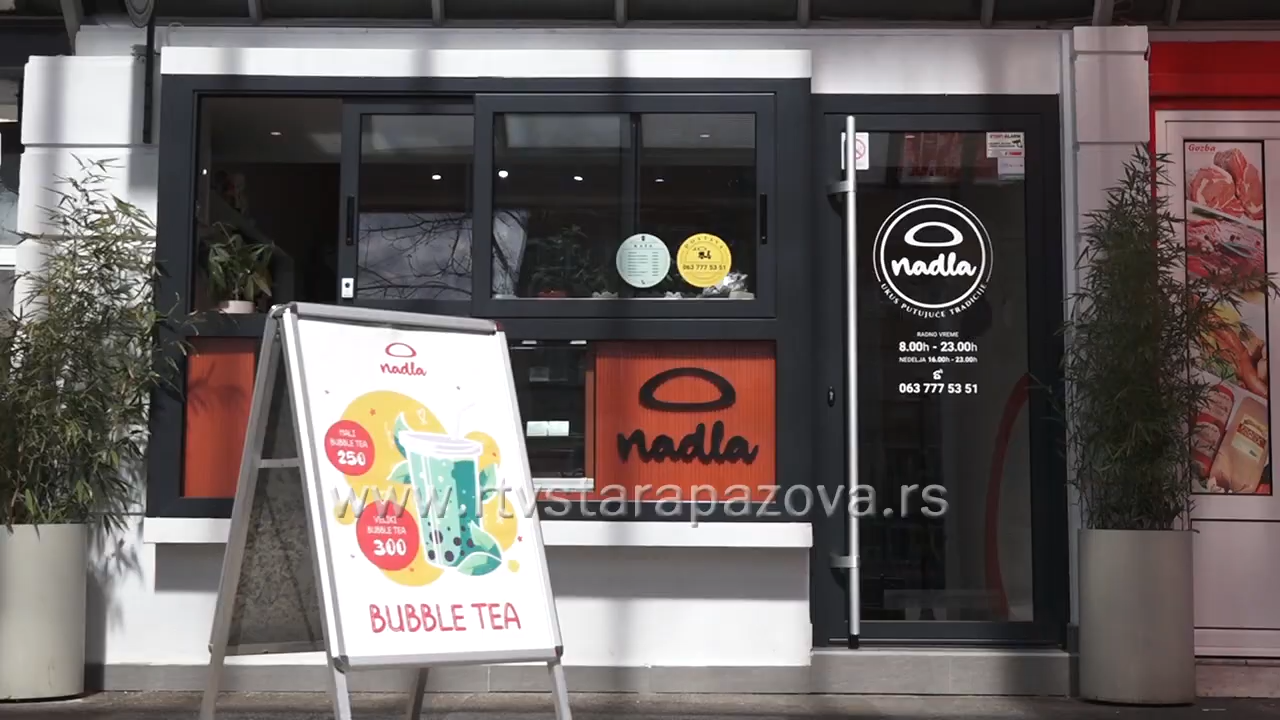 Gozba
nadla
UKUS PUTUJUĆE TRADICIJE
RADNO VREME
8.00h - 23.00h
NEDELJA 16.00h - 23.00h
063 777 53 51
DOSTAVA
063 777 53 51
nadla
nadla
MALI
BUBBLE TEA
250
VELIKI
BUBBLE TEA
300
BUBBLE TEA
www.rtvstarapazova.rs